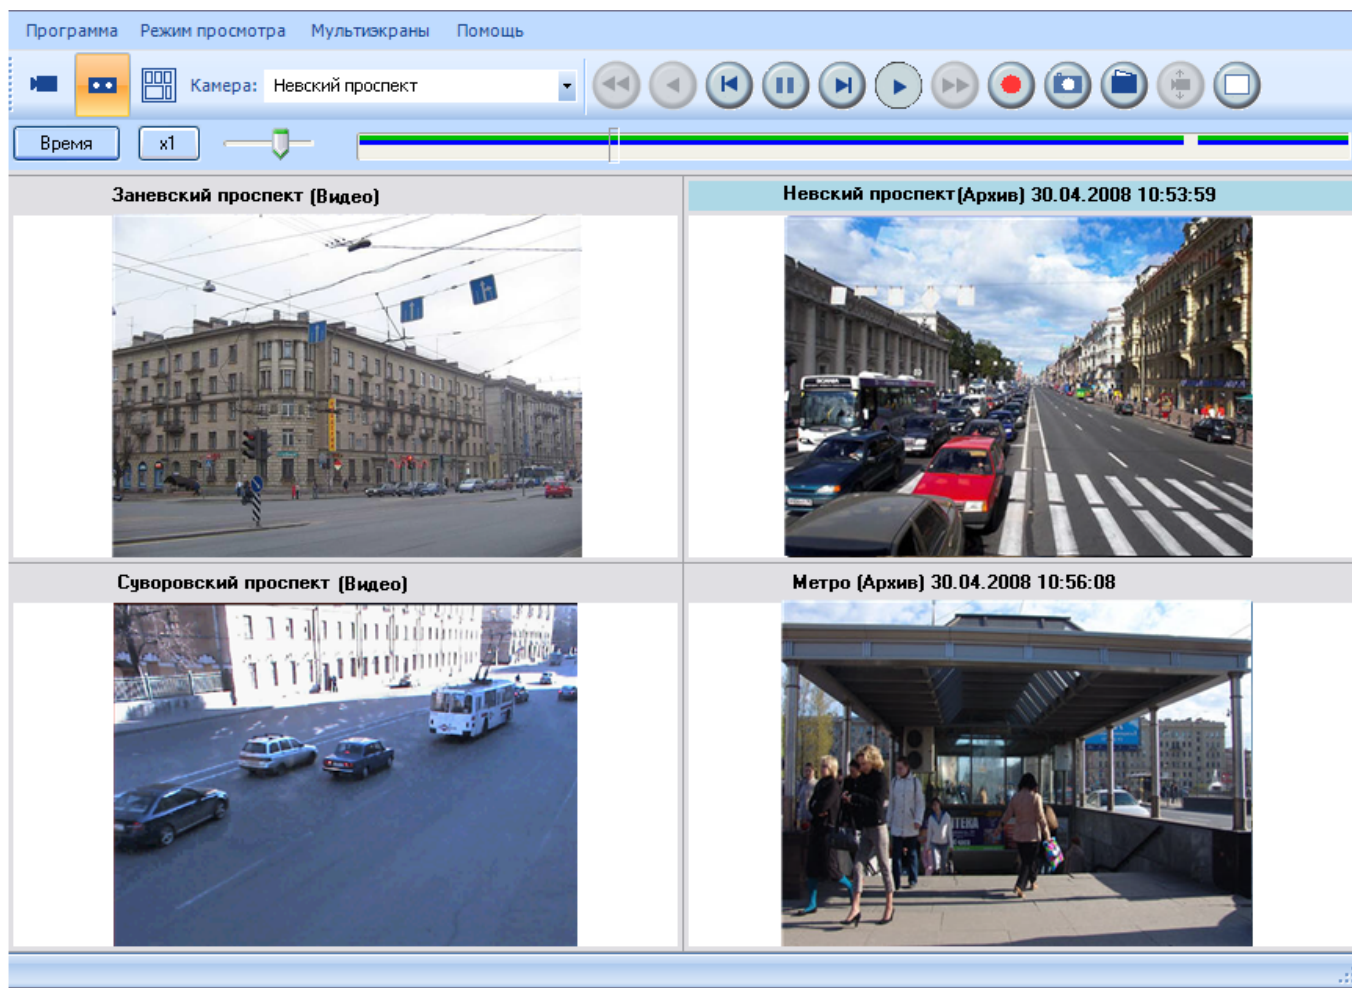 Программа Режим просмотра Мультиэкраны Помощь
Камера: Невский проспект
Время x1
Заневский проспект (Видео)
Невский проспект(Архив) 30.04.2008 10:53:59
SCANIA
Суворовский проспект (Видео)
Метро (Архив) 30.04.2008 10:56:08